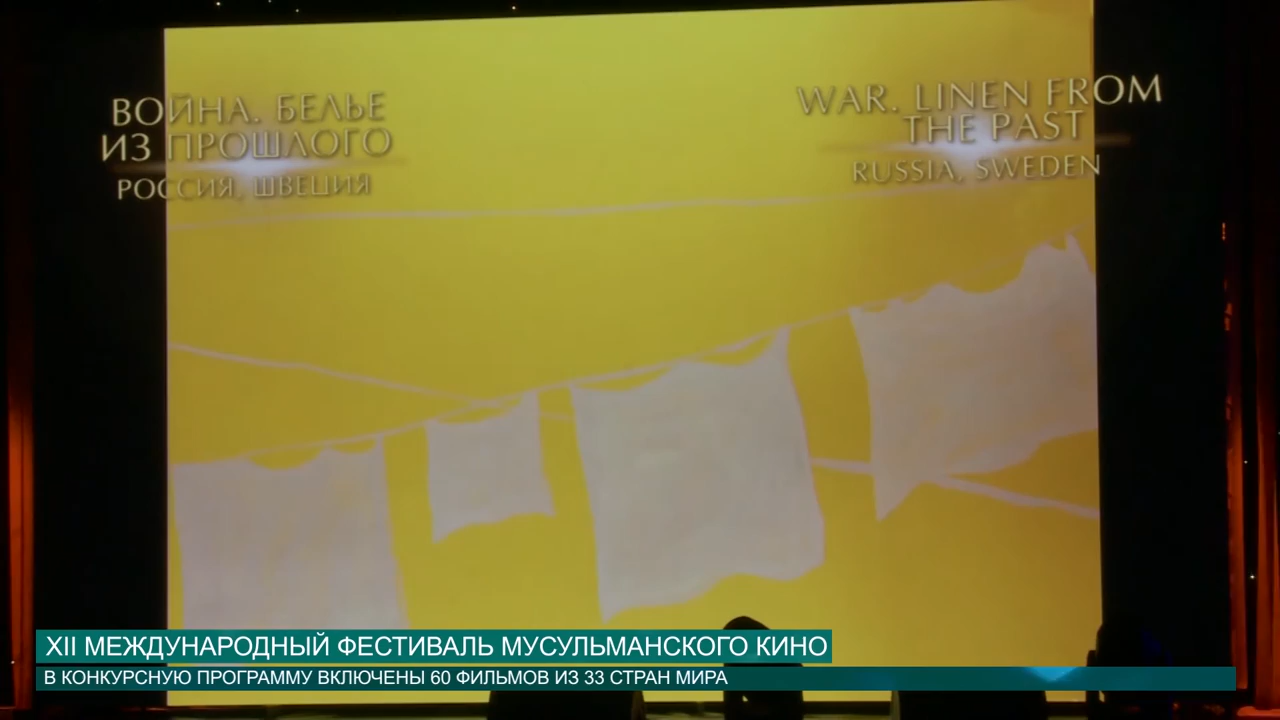 ВОЙНА. БЕЛЬЕ
ИЗ ПРОШЛОГО
РОССИЯ, ШВЕЦИЯ
WAR. LINEN FROM
THE PAST
RUSSIA, SWEDEN
XII МЕЖДУНАРОДНЫЙ ФЕСТИВАЛЬ МУСУЛЬМАНСКОГО КИНО
В КОНКУРСНУЮ ПРОГРАММУ ВКЛЮЧЕНЫ 60 ФИЛЬМОВ ИЗ 33 СТРАН МИРА